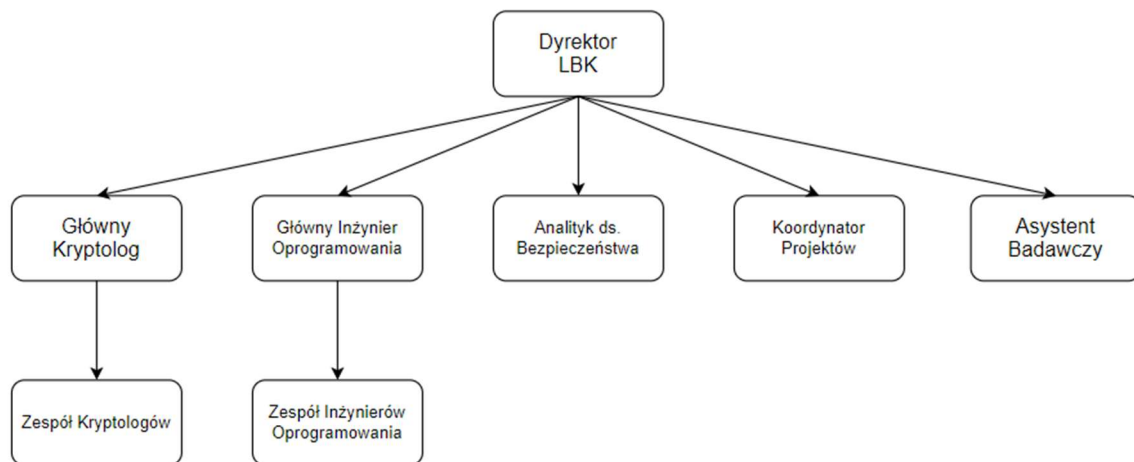 Dyrektor
LBK
Główny
Kryptolog
Główny Inżynier
Oprogramowania
Analityk ds.
Bezpieczeństwa
Koordynator
Projektów
Asystent
Badawczy
Zespół Kryptologów
Zespół Inżynierów
Oprogramowania